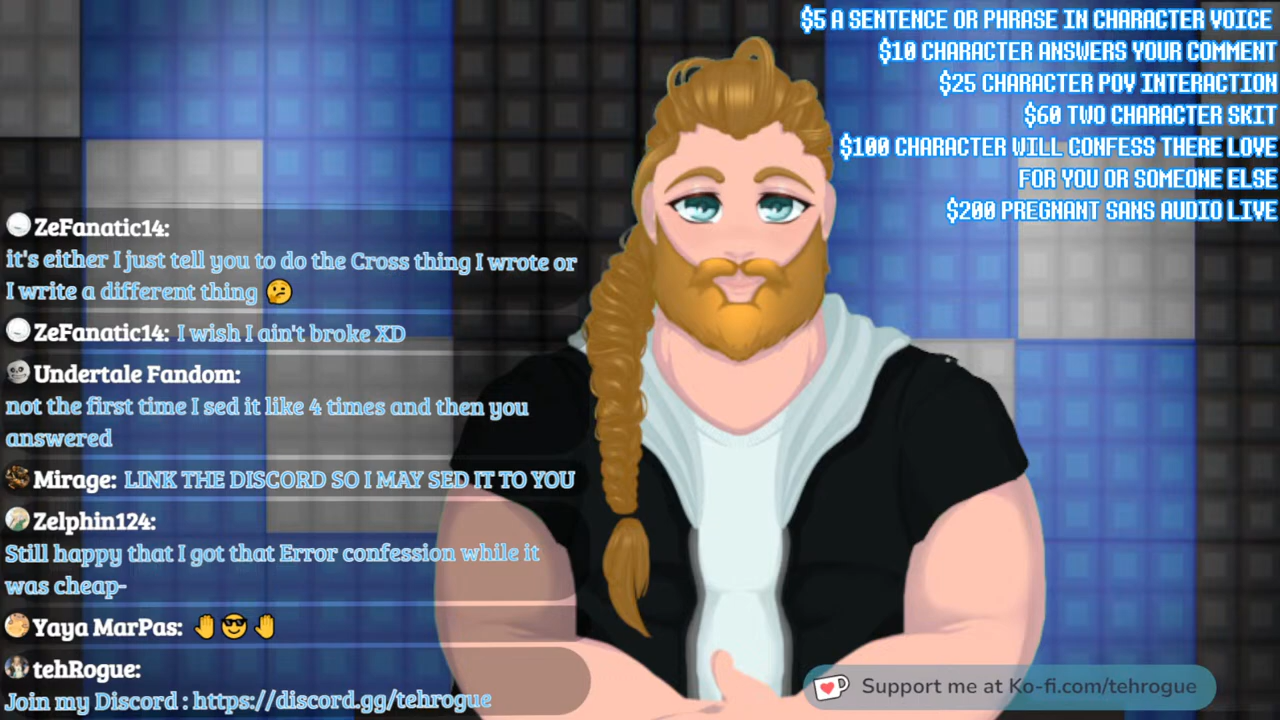 $5 A SENTENCE OR PHRASE IN CHARACTER VOICE
$10 CHARACTER ANSWERS YOUR COMMENT
$25 CHARACTER POV INTERACTION
$60 TWO CHARACTER SKIT
$100 CHARACTER WILL CONFESS THERE LOVE
FOR YOU OR SOMEONE ELSE
$200 PREGNANT SANS AUDIO LIVE
ZeFanatic14:
it's either I just tell you to do the Cross thing I wrote or
I write a different thing 🤔
ZeFanatic14: I wish I ain't broke XD
Undertale Fandom:
not the first time I sed it like 4 times and then you
answered
Mirage: LINK THE DISCORD SO I MAY SED IT TO YOU
Zelphin124:
Still happy that I got that Error confession while it
was cheap-
Yaya MarPas: 🤚😎🤚
tehRogue:
Join my Discord : https://discord.gg/tehrogue
Support me at Ko-fi.com/tehrogue